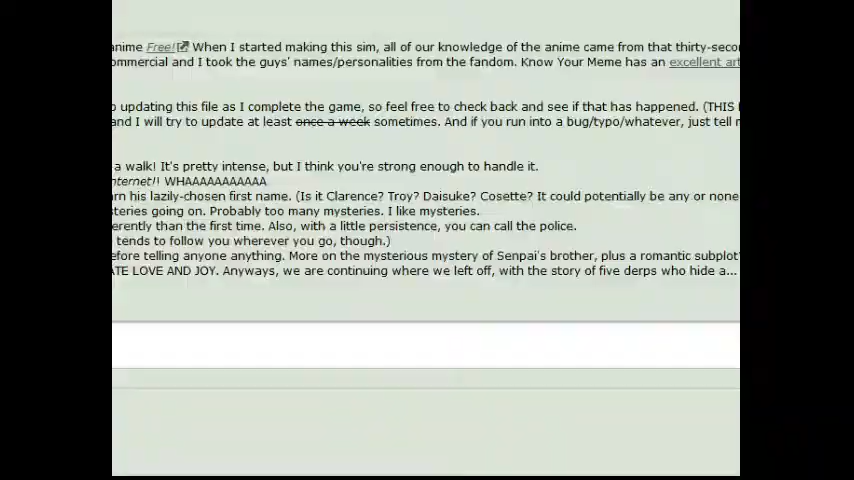 anime Free! When I started making this sim, all of our knowledge of the anime came from that thirty-secon
ommercial and I took the guys' names/personalities from the fandom. Know Your Meme has an excellent art
o updating this file as I complete the game, so feel free to check back and see if that has happened. (THIS
and I will try to update at least once a week sometimes. And if you run into a bug/typo/whatever, just tell
a walk! It's pretty intense, but I think you're strong enough to handle it.
nternet!! WHAAAAAAAAAAA
arn his lazily-chosen first name. (Is it Clarence? Troy? Daisuke? Cosette? It could potentially be any or none
steries going on. Probably too many mysteries. I like mysteries.
erently than the first time. Also, with a little persistence, you can call the police.
tends to follow you wherever you go, though.)
efore telling anyone anything. More on the mysterious mystery of Senpai's brother, plus a romantic subplot
ATE LOVE AND JOY. Anyways, we are continuing where we left off, with the story of five derps who hide a...